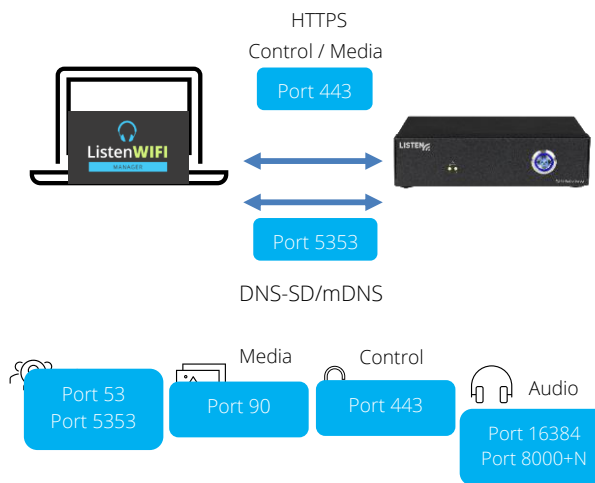 HTTPS
Control / Media
Port 443
ListenWIFI
MANAGER
LISTEN
Port 5353
DNS-SD/mDNS
Media
Control
Audio
Port 53
Port 5353
Port 90
Port 443
Port 16384
Port 8000+N